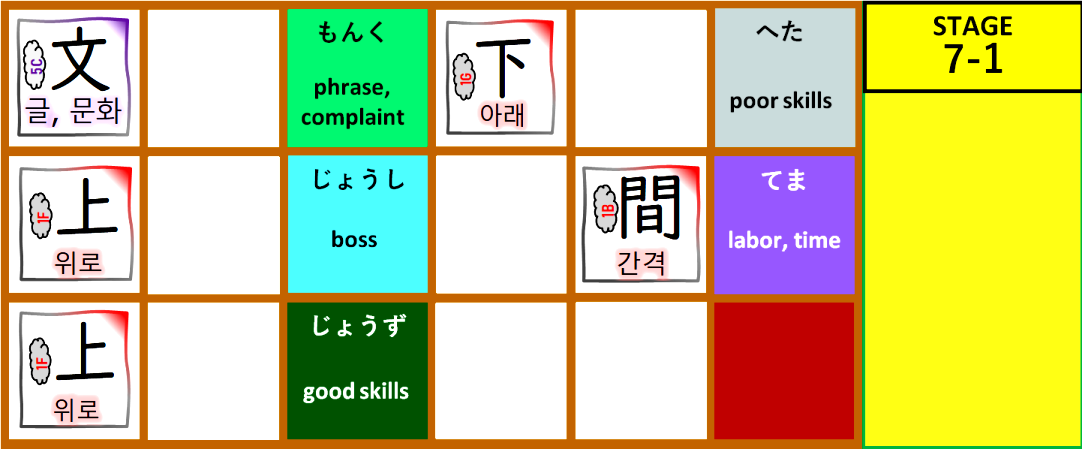 5C
文
글, 문화
もんく
phrase,
complaint
1G
下
아래
へた
poor skills
STAGE
7-1
1F
上
위로
じょうし
boss
1B
間
간격
てま
labor, time
1F
上
위로
じょうず
good skills